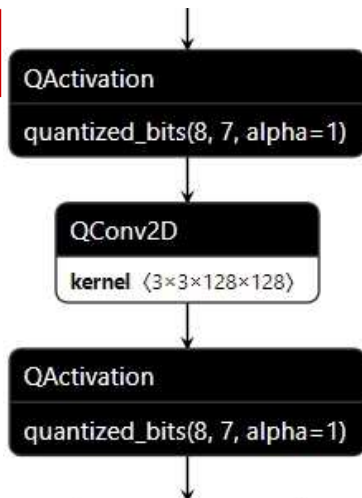 QActivation
quantized_bits(8, 7, alpha=1)
QConv2D
kernel ⟨3×3×128×128⟩
QActivation
quantized_bits(8, 7, alpha=1)